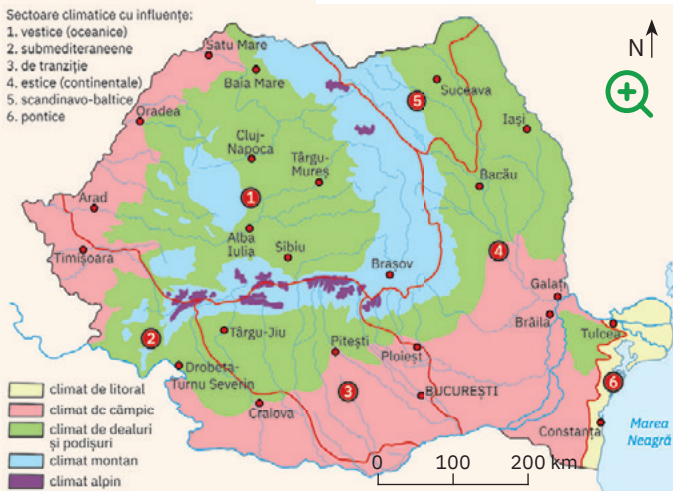 Sectoare climatice cu influențe:
1. vestice (oceanice)
2. submediteraneene
3. de tranziție
4. estice (continentale)
5. scandinavo-baltice
6. pontice
N
Satu Mare
Baia Mare
Suceava
5
Oradea
Iași
Cluj-
Napoca
Târgu-
Mureș
Bacău
1
Arad
Alba
Iulia
Sibiu
4
Timișoara
Brașov
Galați
Brăila
Tulcea
2
Târgu-Jiu
Pitești
Ploiest
Drobeta-
Turnu Severin
3
BUCUREȘTI
6
Craiova
Constanța
Marea
Neagră
climat de litoral
climat dc câmpic
climat de dealuri
și podișuri
climat montan
climat alpin
0 100 200 km